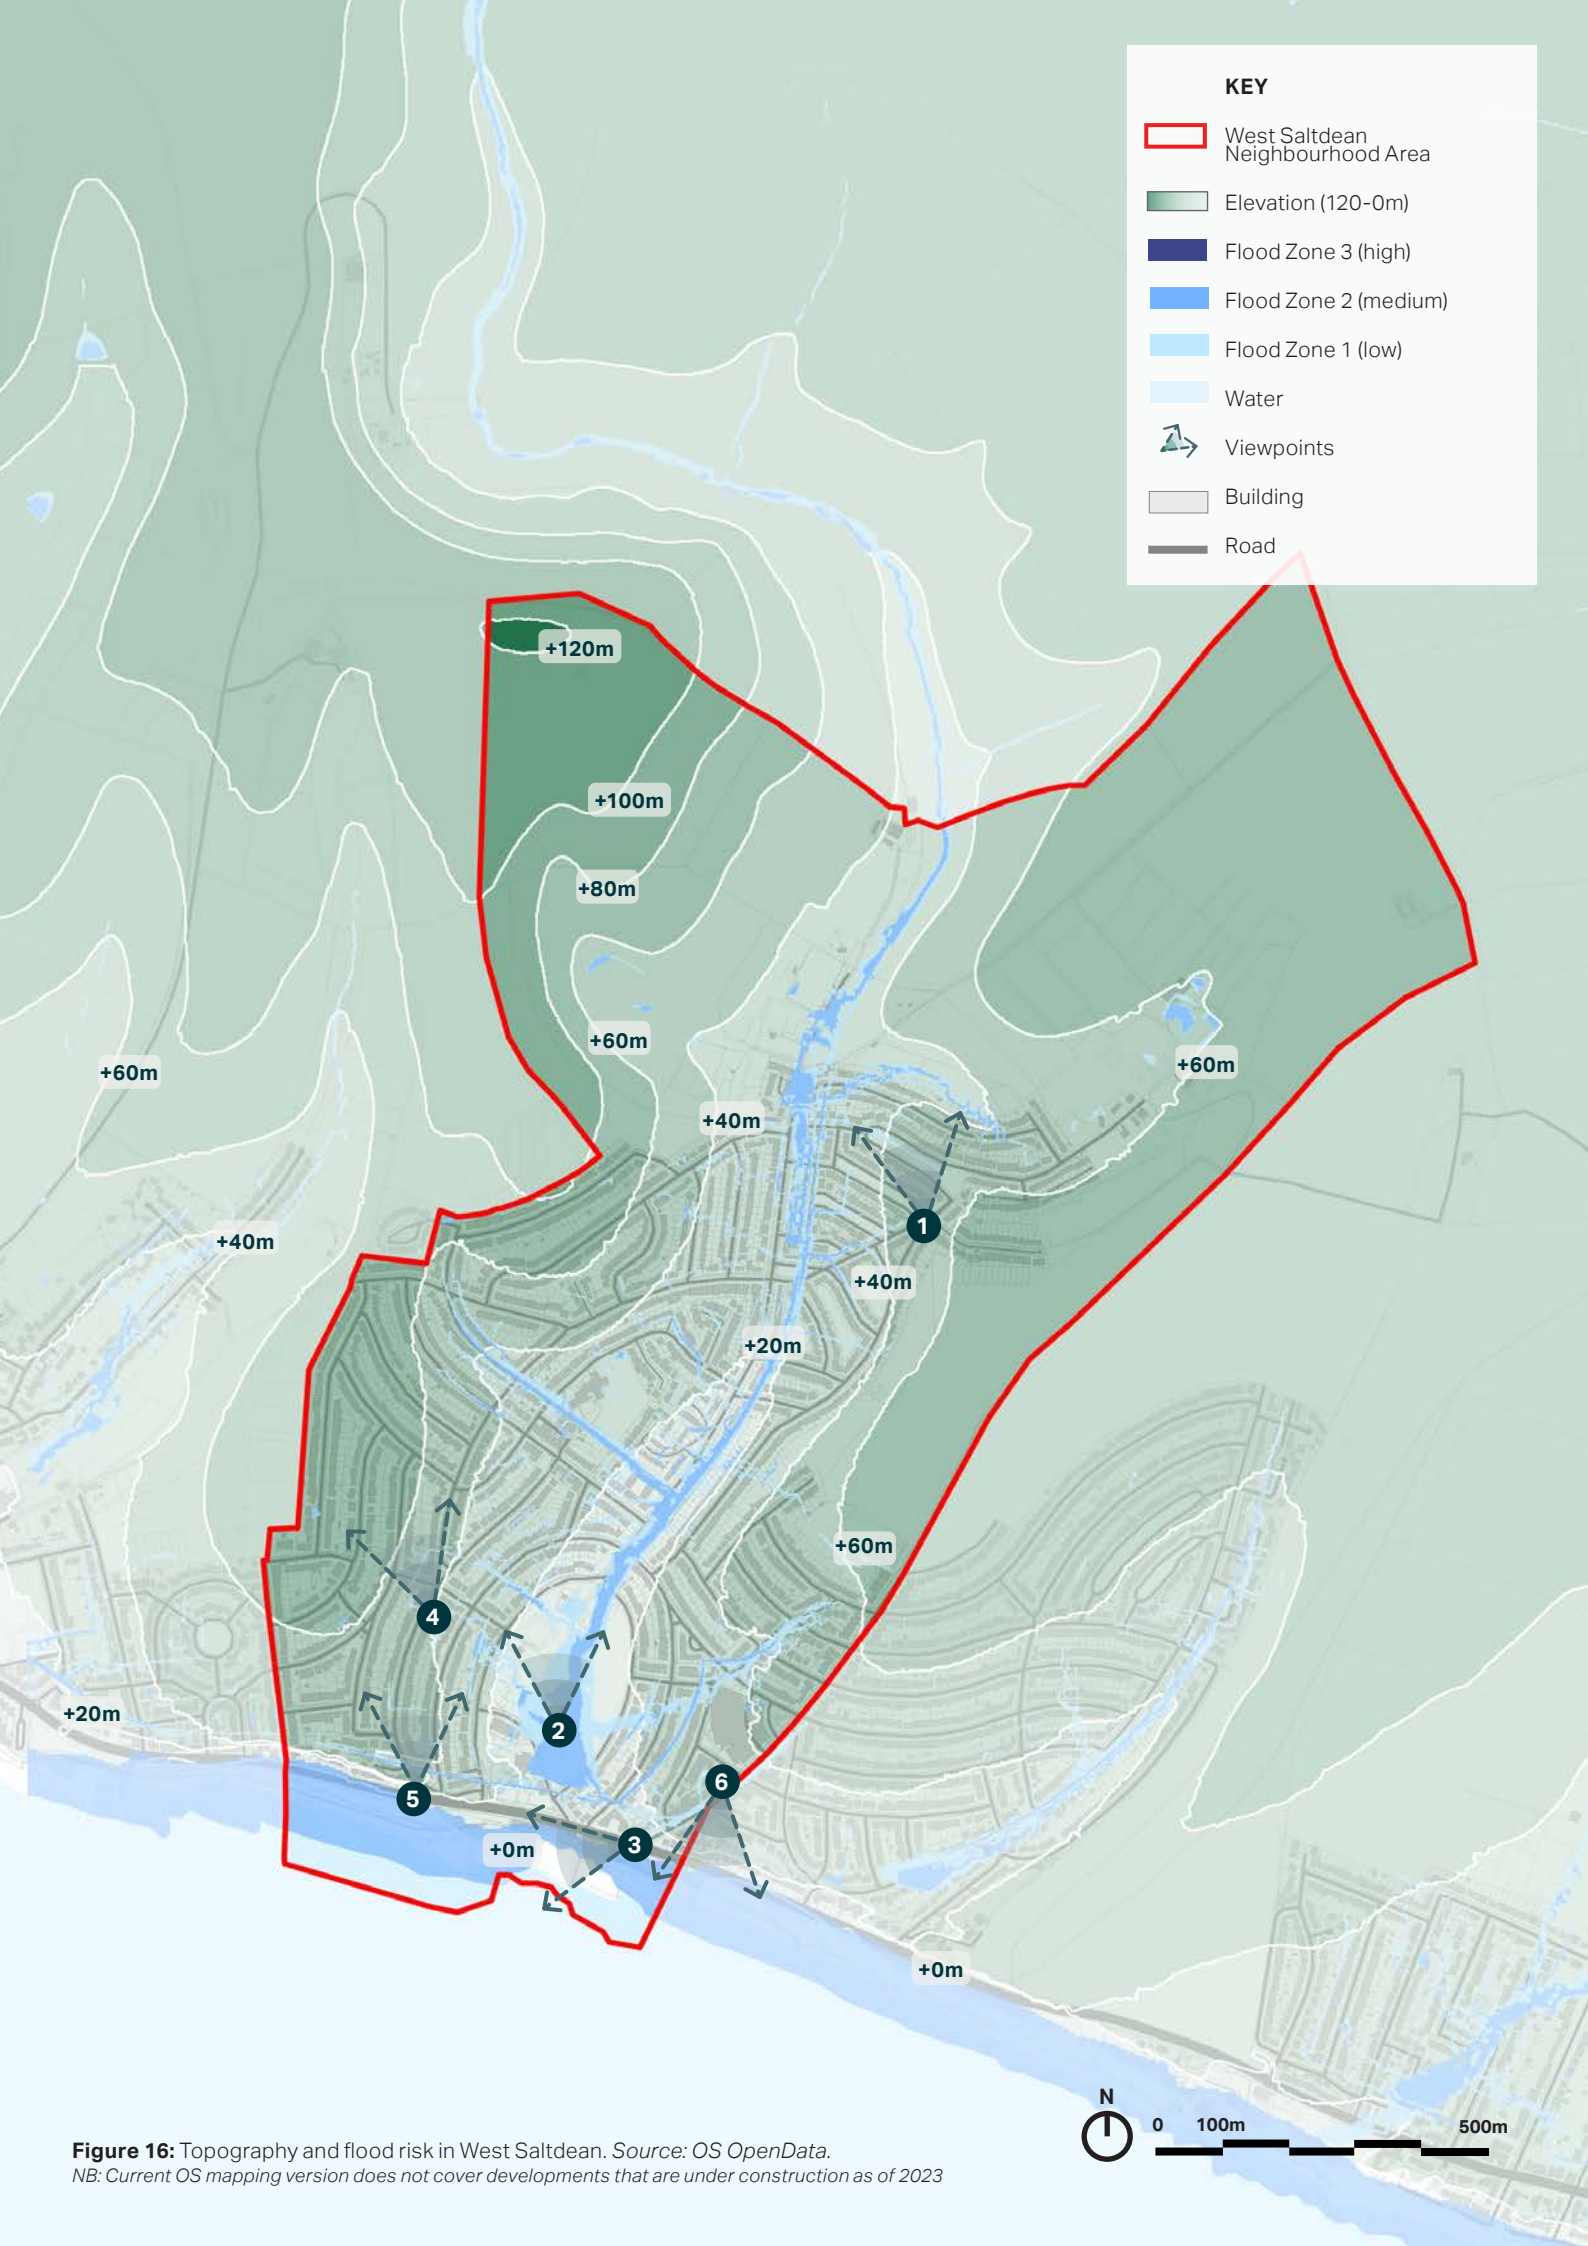 KEY
West Saltdean
Neighbourhood Area
Elevation (120-0m)
Flood Zone 3 (high)
Flood Zone 2 (medium)
Flood Zone 1 (low)
Water
Viewpoints
Building
Road
+120m
+100m
+80m
+60m
+60m
+60m
+40m
1
+40m
+40m
+20m
+60m
4
+20m
2
6
5
3
+0m
+0m
N
0 100m 500m
Figure 16: Topography and flood risk in West Saltdean. Source: OS OpenData.
NB: Current OS mapping version does not cover developments that are under construction as of 2023